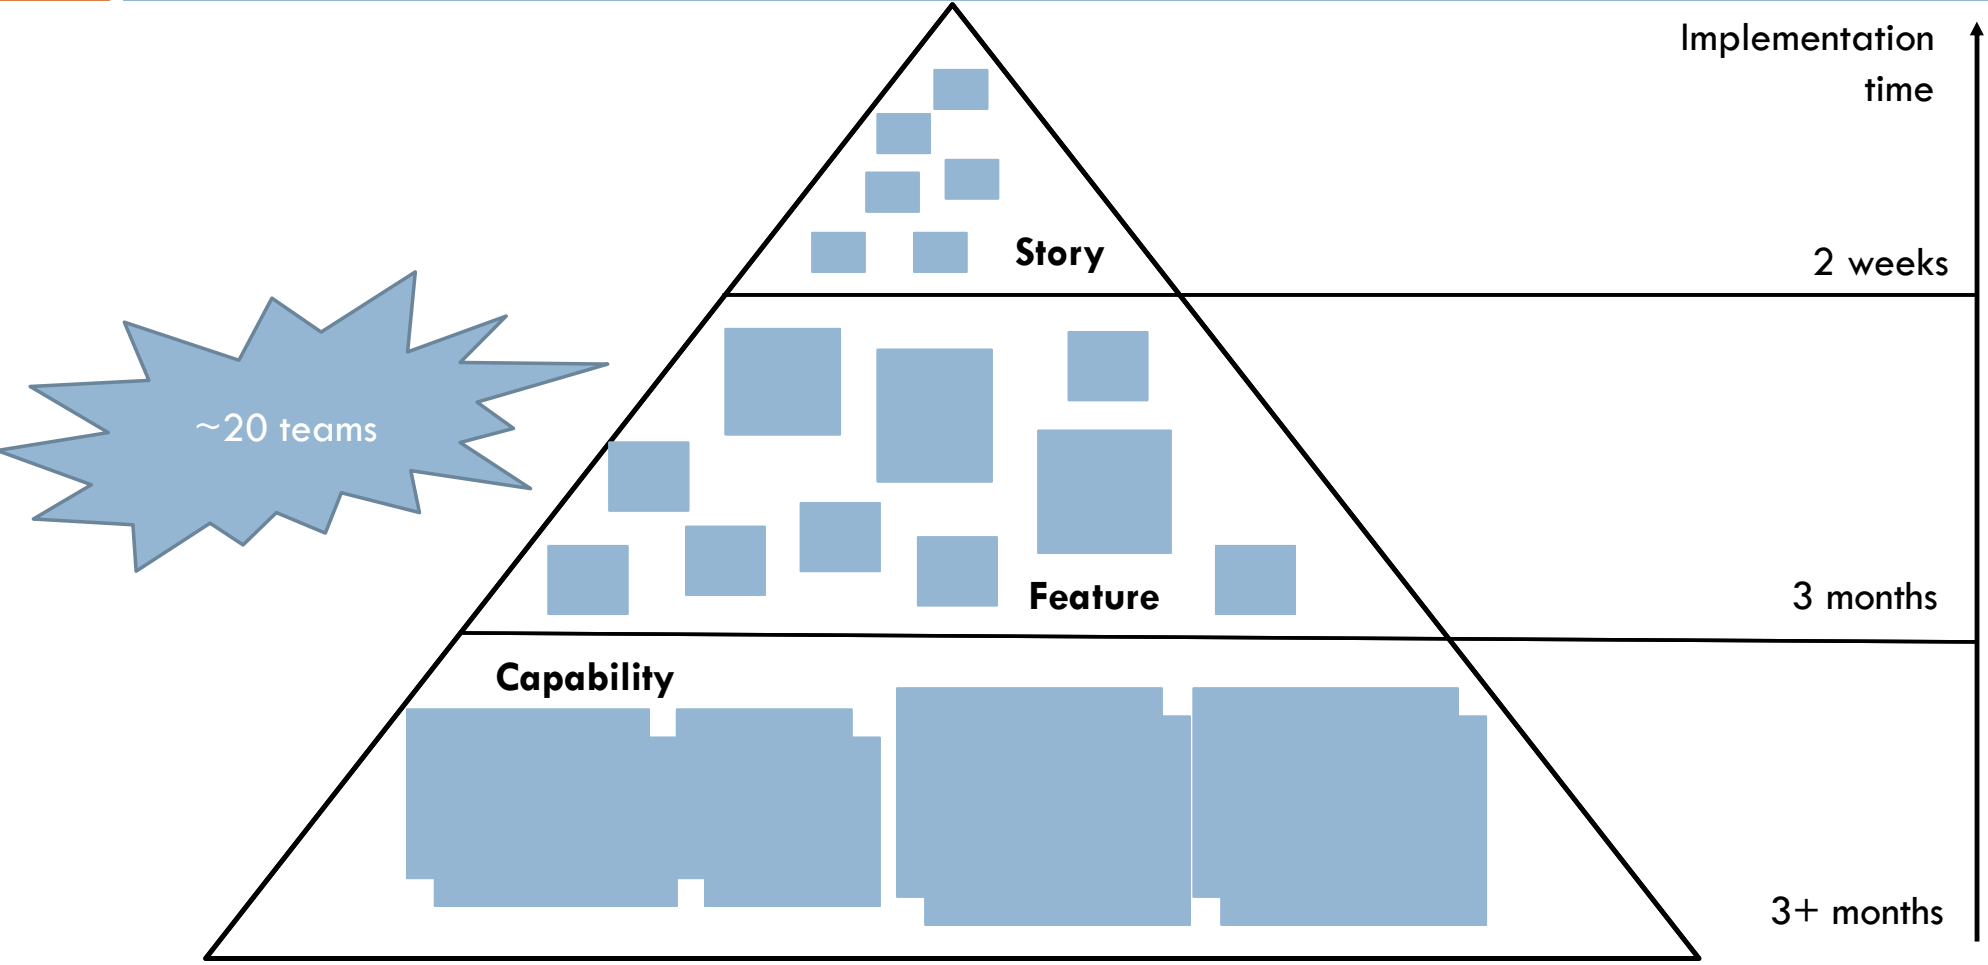 Implementation
time
Story
2 weeks
~20 teams
Feature
3 months
Capability
3+ months